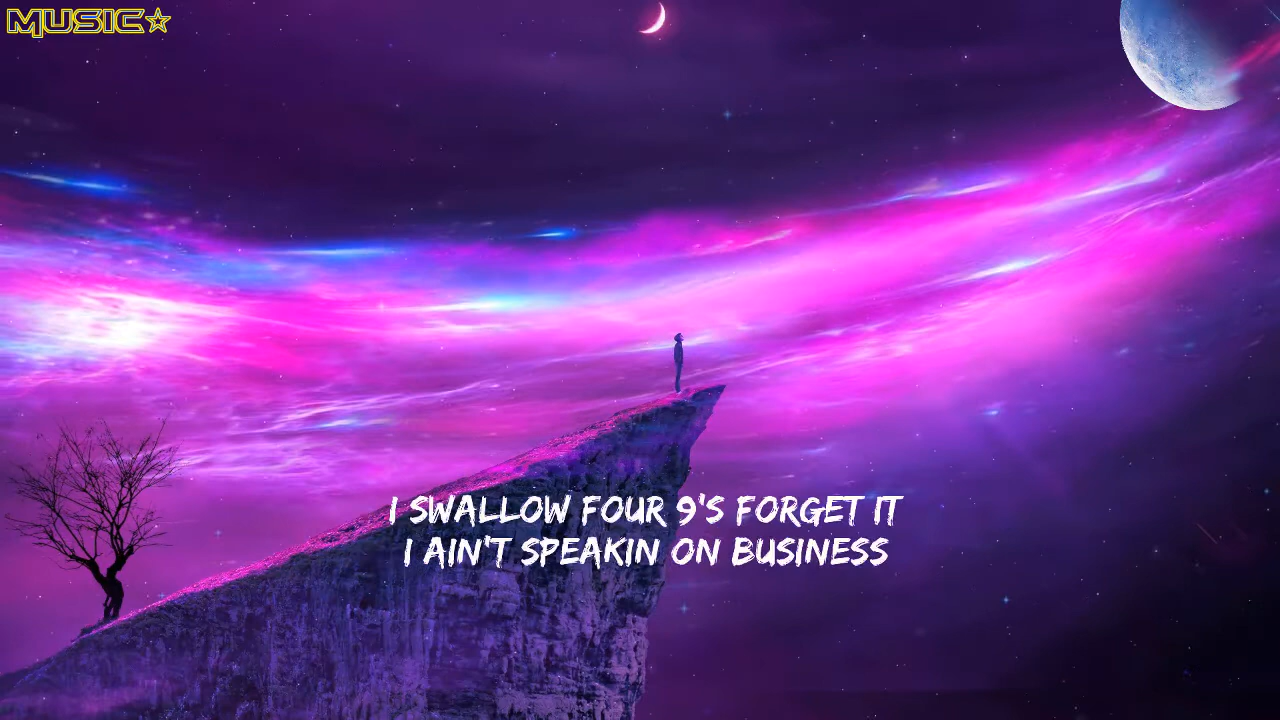 MUSIC☆
I SWALLOW FOUR 9'S FORGET IT
I AIN'T SPEAKIN ON BUSINESS